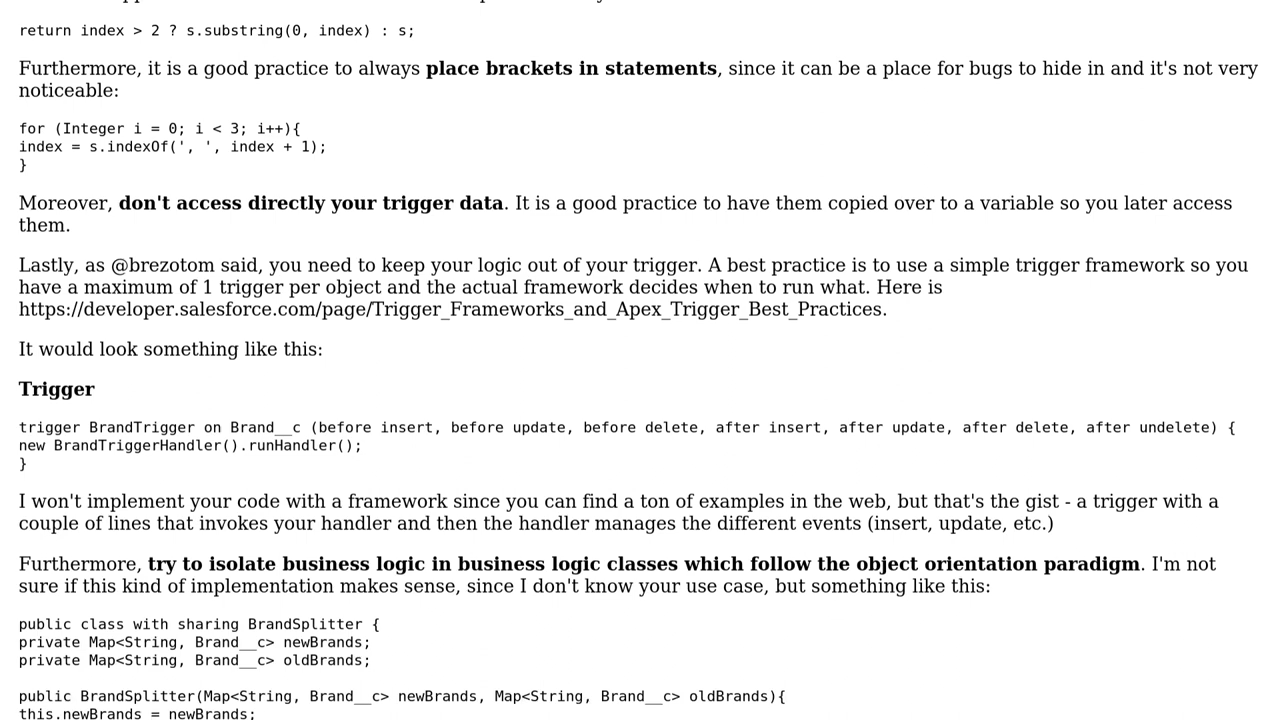 return index > 2 ? s.substring(0, index) : s;
Furthermore, it is a good practice to always place brackets in statements, since it can be a place for bugs to hide in and it's not very
noticeable:
for (Integer i = 0; i < 3; i++){
index = s.indexOf(', ', index + 1);
}
Moreover, don't access directly your trigger data. It is a good practice to have them copied over to a variable so you later access
them.
Lastly, as @brezotom said, you need to keep your logic out of your trigger. A best practice is to use a simple trigger framework so you
have a maximum of 1 trigger per object and the actual framework decides when to run what. Here is
https://developer.salesforce.com/page/Trigger_Frameworks_and_Apex_Trigger_Best_Practices.
It would look something like this:
Trigger
trigger BrandTrigger on Brand__c (before insert, before update, before delete, after insert, after update, after delete, after undelete) {
new BrandTriggerHandler().runHandler();
}
I won't implement your code with a framework since you can find a ton of examples in the web, but that's the gist - a trigger with a
couple of lines that invokes your handler and then the handler manages the different events (insert, update, etc.)
Furthermore, try to isolate business logic in business logic classes which follow the object orientation paradigm. I'm not
sure if this kind of implementation makes sense, since I don't know your use case, but something like this:
public class with sharing BrandSplitter {
private Map<String, Brand__c> newBrands;
private Map<String, Brand__c> oldBrands;
public BrandSplitter(Map<String, Brand__c> newBrands, Map<String, Brand__c> oldBrands){
this.newBrands = newBrands;